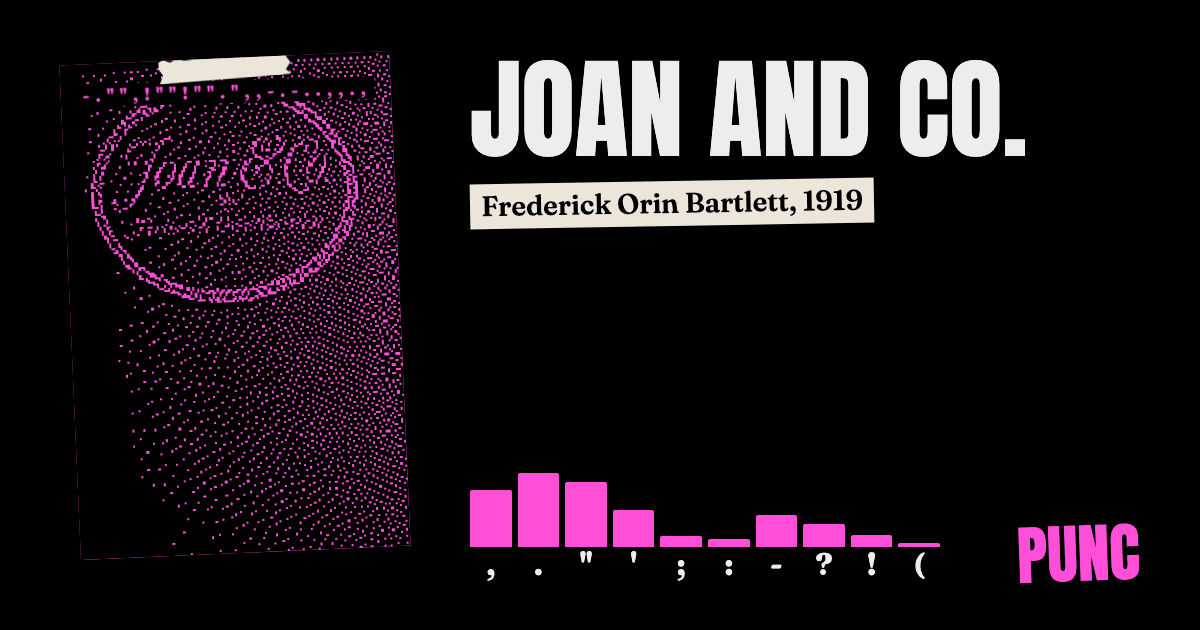 -."",!""!"".",,-.-..,.,.,
Joan & Co
JOAN AND CO.
Frederick Orin Bartlett, 1919
, . " ' ; : - ? ! (
PUNC